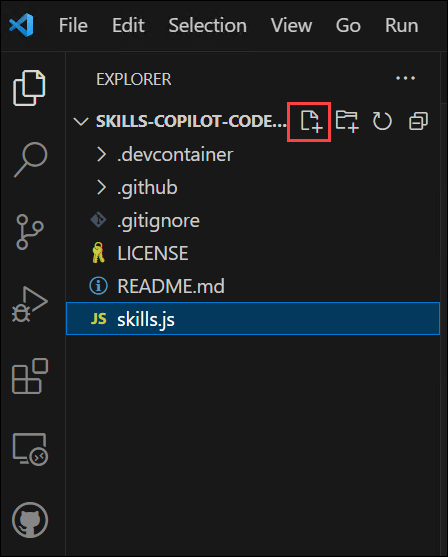 File Edit Selection View Go Run
EXPLORER
SKILLS-COPILOT-CODE...
.devcontainer
.github
.gitignore
LICENSE
README.md
JS skills.js